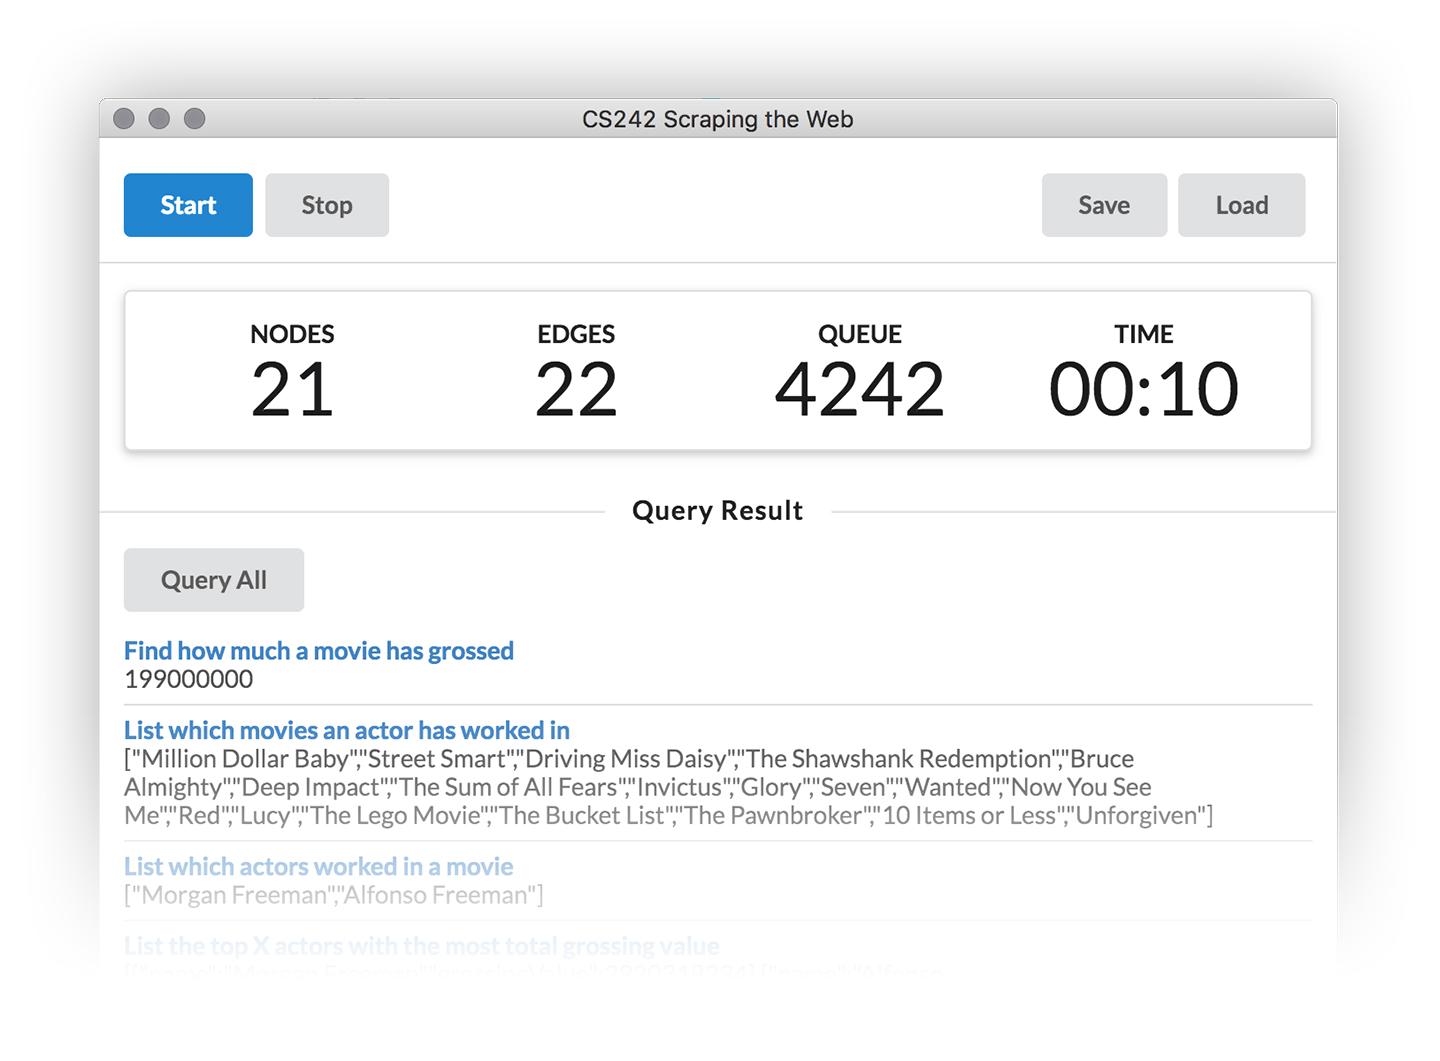 CS242 Scraping the Web
Start Stop Save Load
NODES EDGES QUEUE TIME
21 22 4242 00:10
Query Result
Query All
Find how much a movie has grossed
199000000
List which movies an actor has worked in
["Million Dollar Baby","Street Smart","Driving Miss Daisy","The Shawshank Redemption","Bruce
Almighty","Deep Impact","The Sum of All Fears","Invictus","Glory","Seven","Wanted","Now You See
Me","Red","Lucy","The Lego Movie","The Bucket List","The Pawnbroker","10 Items or Less","Unforgiven"]
List which actors worked in a movie
["Morgan Freeman","Alfonso Freeman"]
List the top X actors with the most total grossing value